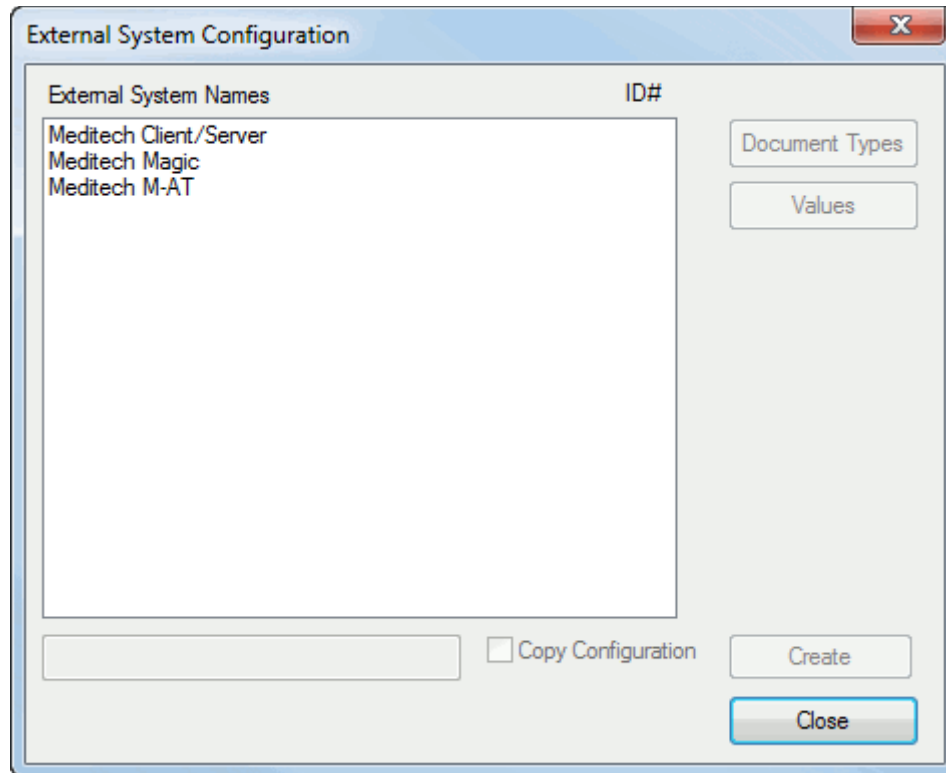 External System Configuration
External System Names ID#
Meditech Client/Server
Meditech Magic
Meditech M-AT
Document Types
Values
Copy Configuration
Create
Close